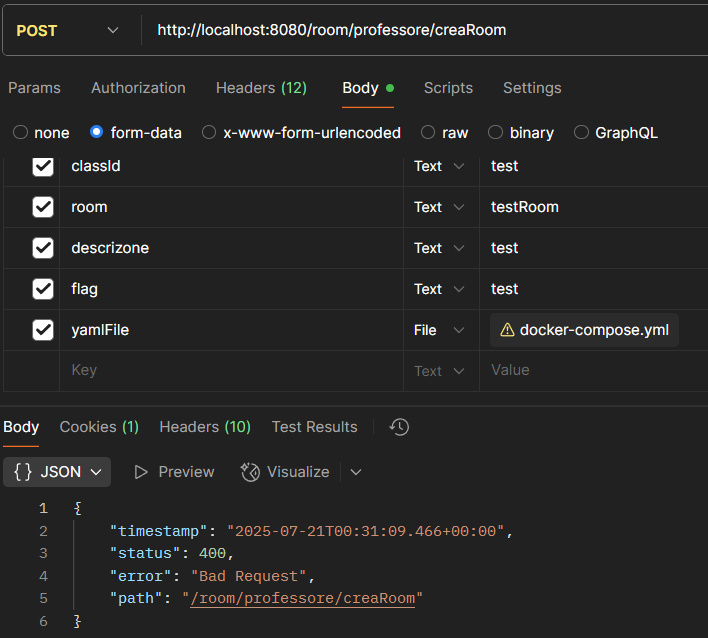 POST http://localhost:8080/room/professore/creaRoom
Params Authorization Headers (12) Body Scripts Settings
none form-data x-www-form-urlencoded raw binary GraphQL
classId Text test
room Text testRoom
descrizone Text test
flag Text test
yamlFile File docker-compose.yml
Key Text Value
Body Cookies (1) Headers (10) Test Results
{} JSON Preview Visualize
1 {
2 "timestamp": "2025-07-21T00:31:09.466+00:00",
3 "status": 400,
4 "error": "Bad Request",
5 "path": "/room/professore/creaRoom"
6 }